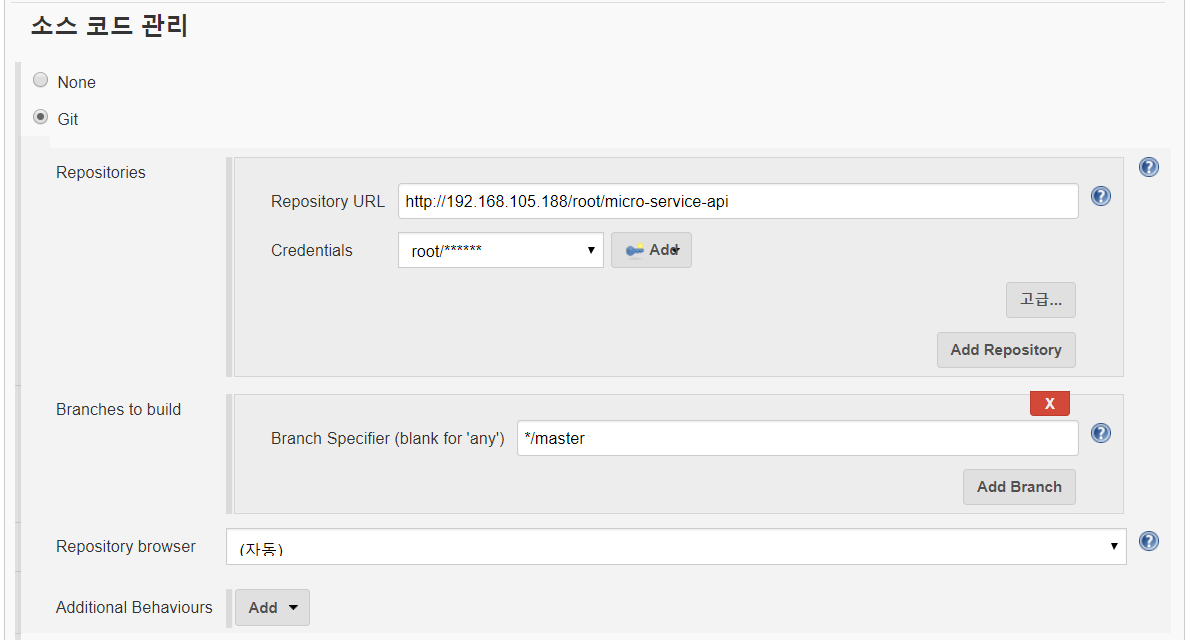 소스 코드 관리
None
Git
Repositories
Repository URL http://192.168.105.188/root/micro-service-api
Credentials root/****** Add
고급...
Add Repository
Branches to build
X
Branch Specifier (blank for 'any') */master
Add Branch
Repository browser (자동)
Additional Behaviours Add